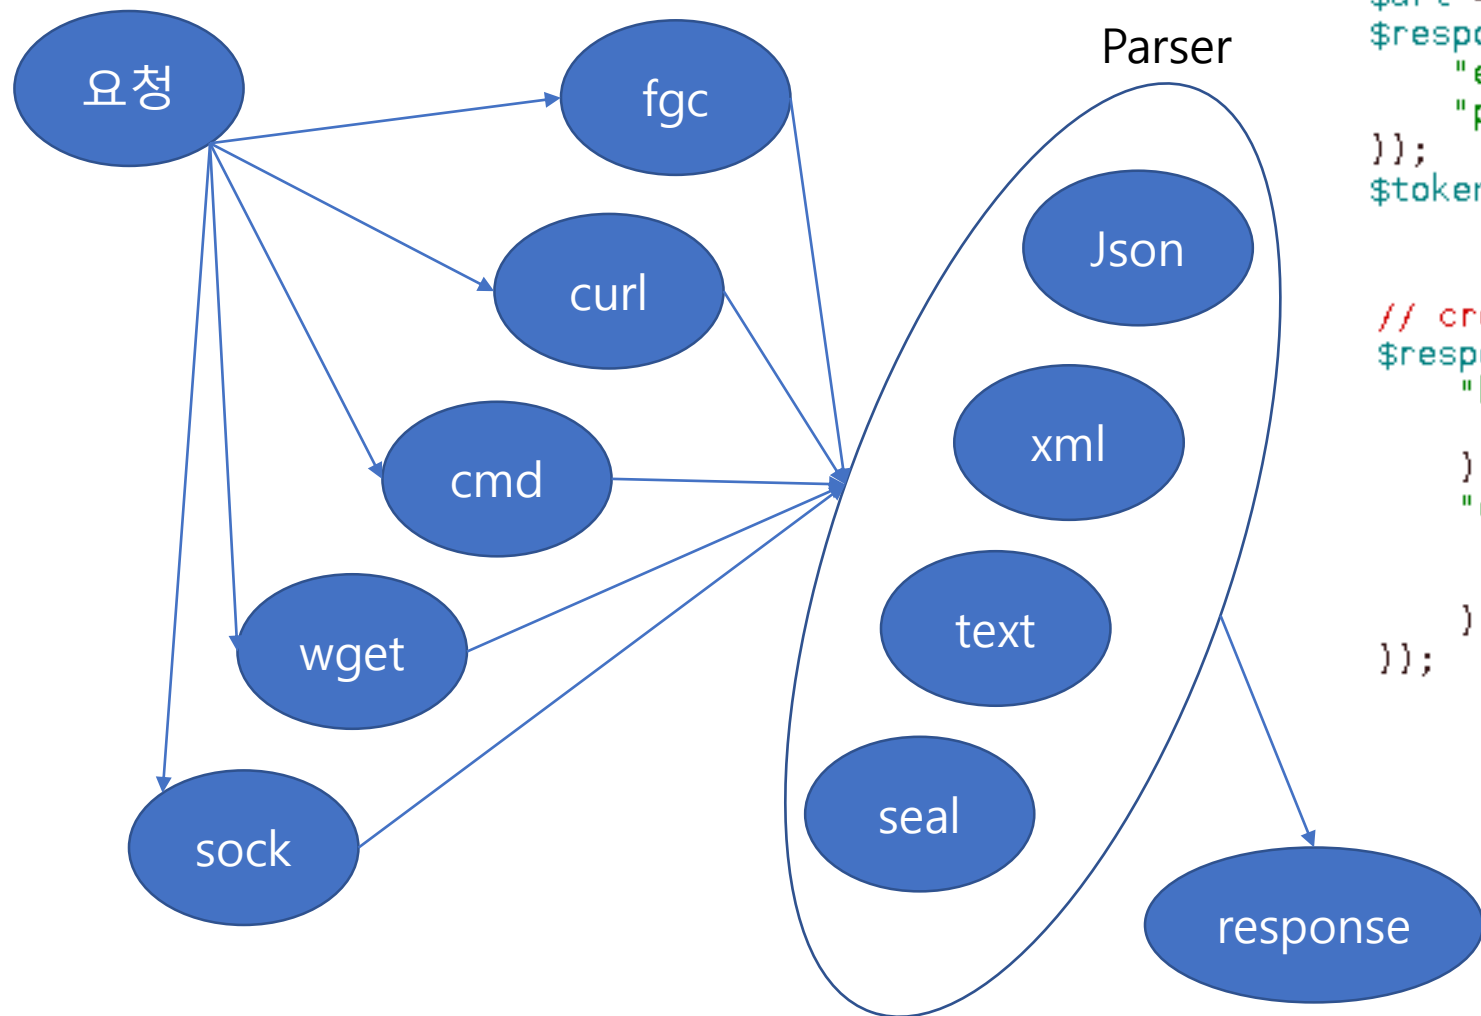 요청
fgc
curl
cmd
wget
sock
Parser
Json
xml
text
seal
response
}};
}
}
}};